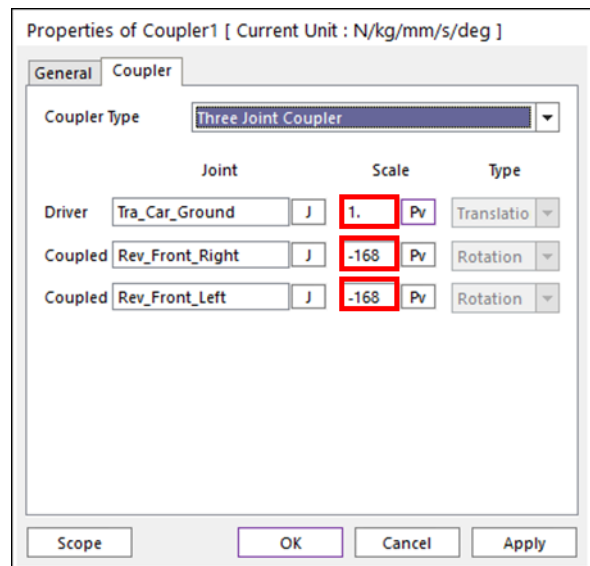 Properties of Coupler1 [ Current Unit : N/kg/mm/s/deg ]
General Coupler
Coupler Type Three Joint Coupler
Joint Scale Type
Driver Tra_Car_Ground J 1. Pv Translatio
Coupled Rev_Front_Right J -168 Pv Rotation
Coupled Rev_Front_Left J -168 Pv Rotation
Scope OK Cancel Apply